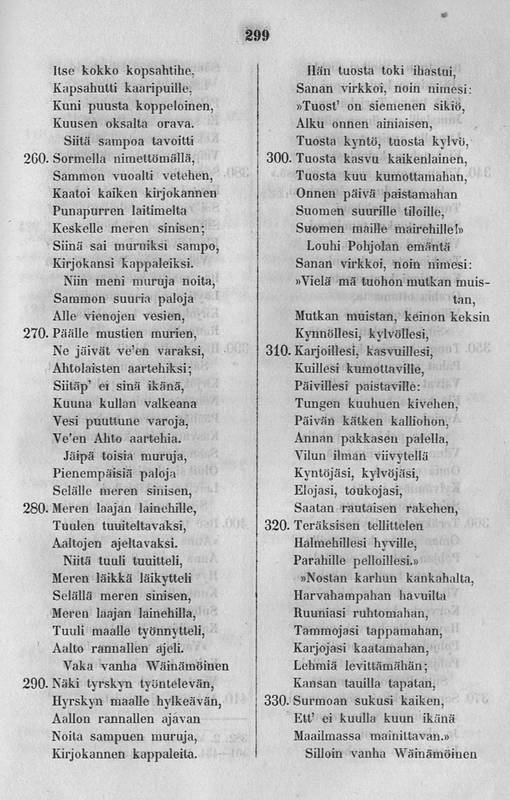 299
Itse kokko kopsahtihe,
Kapsahutti kaaripuille,
Kuni puusta koppeloinen,
Kuusen oksalta orava.
Siitä sampoa tavoitti
260. Sormella nimettömällä,
Sammon vuoalti vetehen,
Kaatoi kaiken kirjokannen
Punapurren laitimelta
Keskelle meren sinisen;
Siinä sai muruiksi sampo,
Kirjokansi kappaleiksi.
Niin meni muruja noita,
Sammon suuria paloja
Alle vienojen vesien,
270. Päälle mustien murien,
Ne jäivät ve'en varaksi,
Ahtolaisten aartehiksi;
Siitäp' ei sinä ikänä,
Kuuna kullan valkeana
Vesi puuttune varoja,
Ve'en Ahto aartehia.
Jäipä toisia muruja,
Pienempäisiä paloja
Selälle meren sinisen,
280. Meren laajan lainehille,
Tuulen tuuiteltavaksi,
Aaltojen ajeltavaksi.
Niitä tuuli tuuitteli,
Meren läikkä läikytteli
Selällä meren sinisen,
Meren laajan lainehilla,
Tuuli maalle työnnytteli,
Aalto rannallen ajeli.
Vaka vanha Wäinämöinen
290. Näki tyrskyn työntelevän,
Hyrskyn maalle hylkeävän,
Aallon rannallen ajavan
Noita sampuen muruja,
Kirjokannen kappaleita.
Hän tuosta toki ihastui,
Sanan virkkoi, noin nimesi:
»Tuost' on siemenen sikiö,
Alku onnen ainiaisen,
Tuosta kyntö, tuosta kylvö,
300. Tuosta kasvu kaikenlainen,
Tuosta kuu kumottamahan,
Onnen päivä paistamahan
Suomen suurille tiloille,
Suomen maille mairehille!»
Louhi Pohjolan emäntä
Sanan virkkoi, noin nimesi:
»Vielä mä tuohon mutkan muis-
tan,
Mutkan muistan, keinon keksin
Kynnöllesi, kylvöllesi,
310. Karjoillesi, kasvuillesi,
Kuillesi kumottaville,
Päivillesi paistaville:
Tungen kuuhuen kivehen,
Päivän kätken kalliohon,
Annan pakkasen palella,
Vilun ilman viivytellä
Kyntöjäsi, kylvöjäsi,
Elojasi, toukojasi,
Saatan rautaisen rakehen,
320. Teräksisen tellittelen
Halmehillesi hyville,
Parahille pelloillesi.»
»Nostan karhun kankahalta,
Harvahampahan havuilta
Ruuniasi ruhtomahan,
Tammojasi tappamahan,
Karjojasi kaatamahan,
Lehmiä levittämähän;
Kansan tauilla tapatan,
330. Surmoan sukusi kaiken,
Ett' ei kuulla kuun ikänä
Maailmassa mainittavan.»
Silloin vanha Wäinämöinen